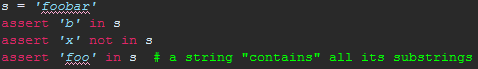 s = 'foobar'
assert 'b' in s
assert 'x' not in s
assert 'foo' in s  # a string "contains" all its substrings